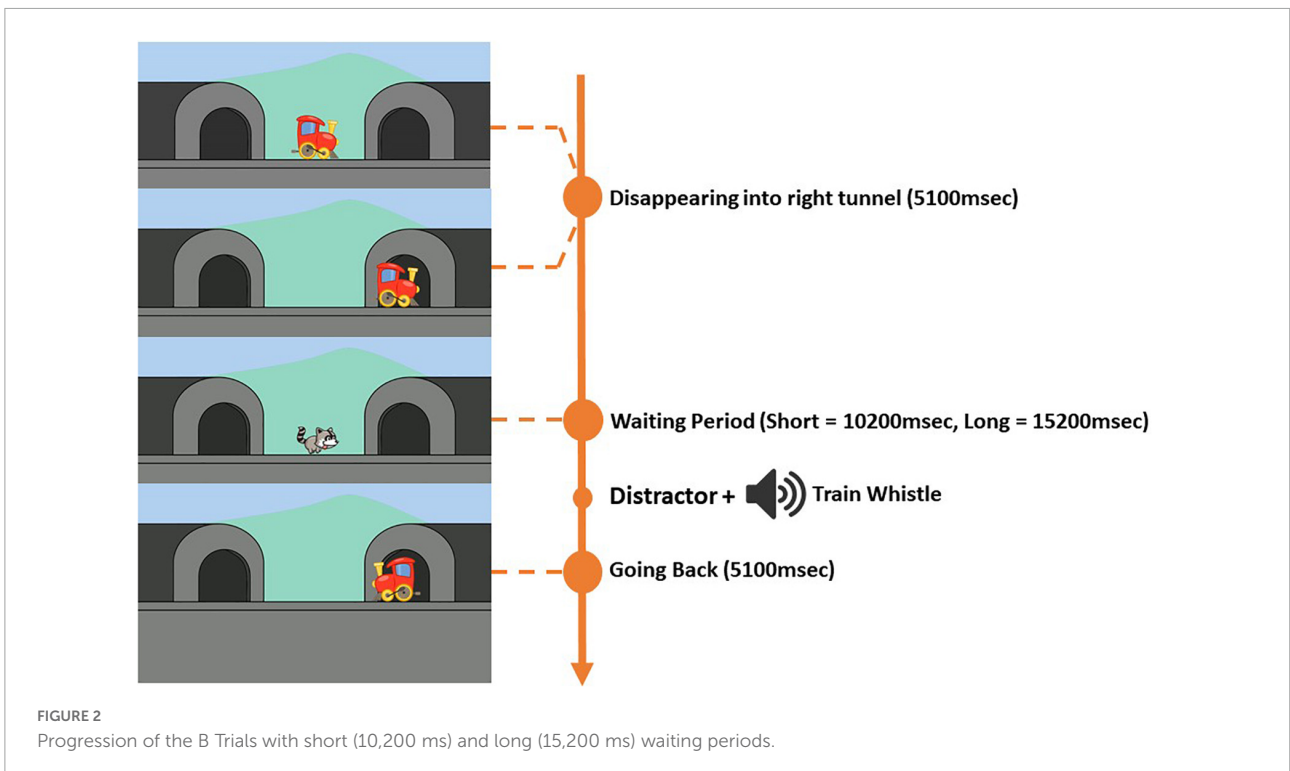 Disappearing into right tunnel (5100msec)
Waiting Period (Short = 10200msec, Long = 15200msec)
Distractor + Train Whistle
Going Back (5100msec)
FIGURE 2
Progression of the B Trials with short (10,200 ms) and long (15,200 ms) waiting periods.